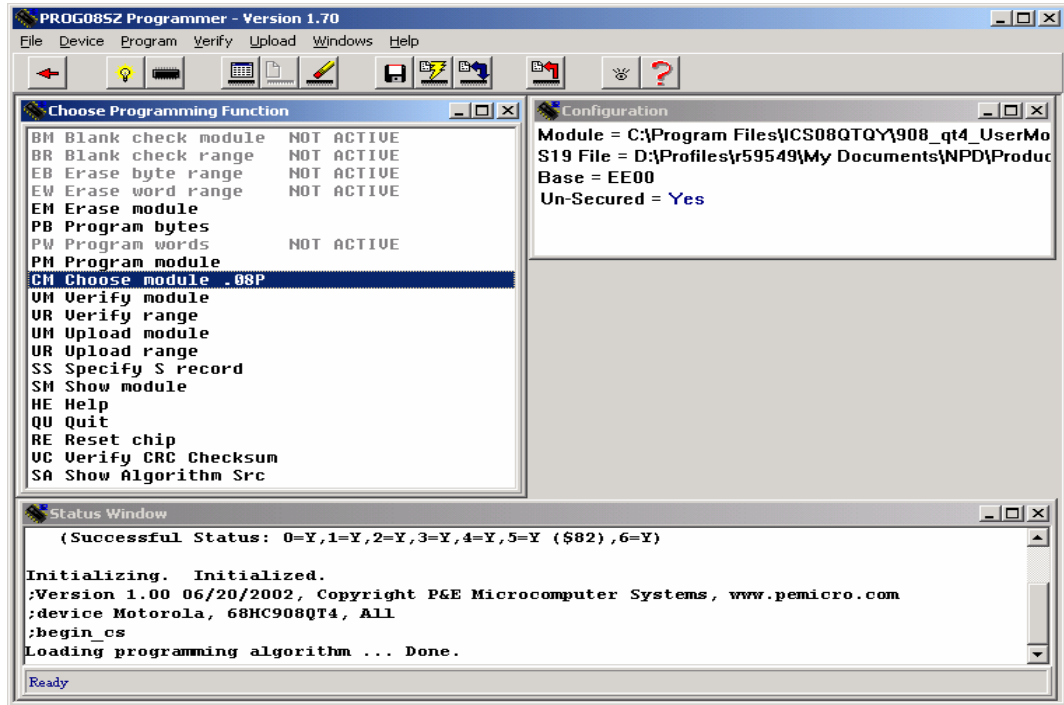 PROG08SZ Programmer - Version 1.70
File Device Program Verify Upload Windows Help
Choose Programming Function
BM Blank check module NOT ACTIVE
BR Blank check range NOT ACTIVE
EB Erase byte range NOT ACTIVE
EW Erase word range NOT ACTIVE
EM Erase module
PB Program bytes
PW Program words NOT ACTIVE
PM Program module
CM Choose module .08P
VM Verify module
VR Verify range
UM Upload module
UR Upload range
SS Specify S record
SM Show module
HE Help
QU Quit
RE Reset chip
VC Verify CRC Checksum
SA Show Algorithm Src
Configuration
Module = C:\Program Files\ICS08QTQY\908_qt4_UserMo
S19 File = D:\Profiles\r59549\My Documents\NPD\Produc
Base = EE00
Un-Secured = Yes
Status Window
(Successful Status: 0=Y,1=Y,2=Y,3=Y,4=Y,5=Y ($82),6=Y)
Initializing. Initialized.
;Version 1.00 06/20/2002, Copyright P&E Microcomputer Systems, www.pemicro.com
;device Motorola, 68HC908QT4, All
;begin_cs
Loading programming algorithm ... Done.
Ready